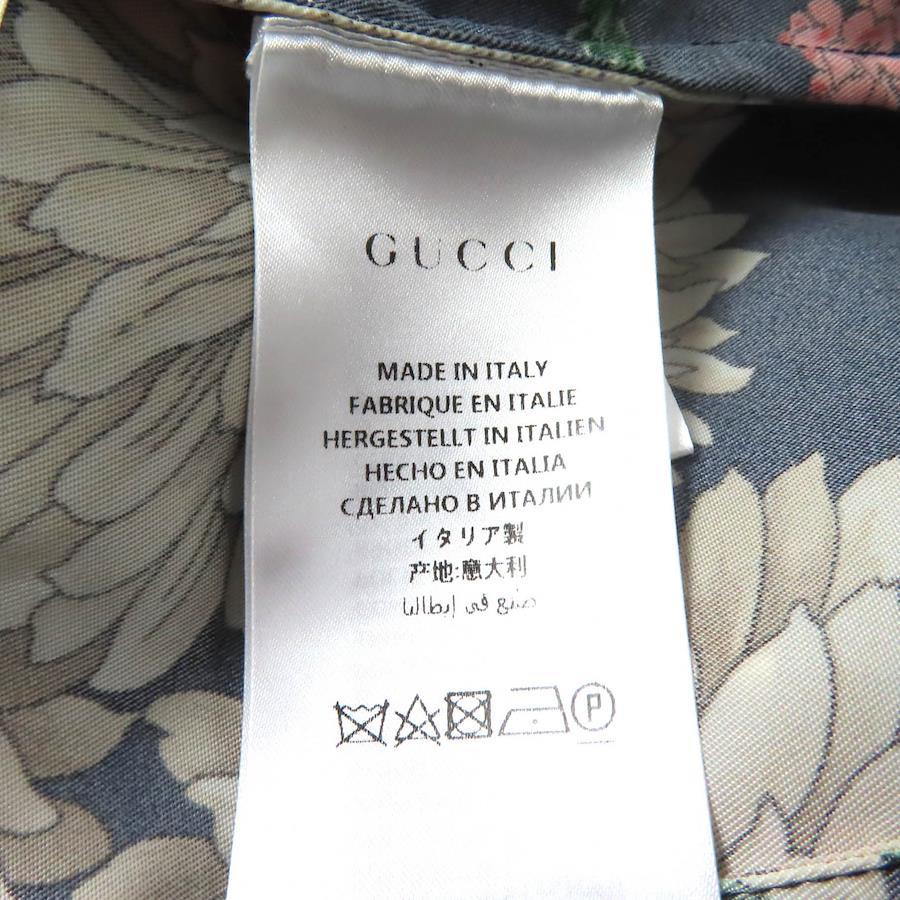 GUCCI
MADE IN ITALY
FABRIQUE EN ITALIE
HERGESTELLT IN ITALIEN
HECHO EN ITALIA
СДЕЛАНО В ИТАЛИИ
イタリア製
产地:意大利
صنع في إيطاليا
P